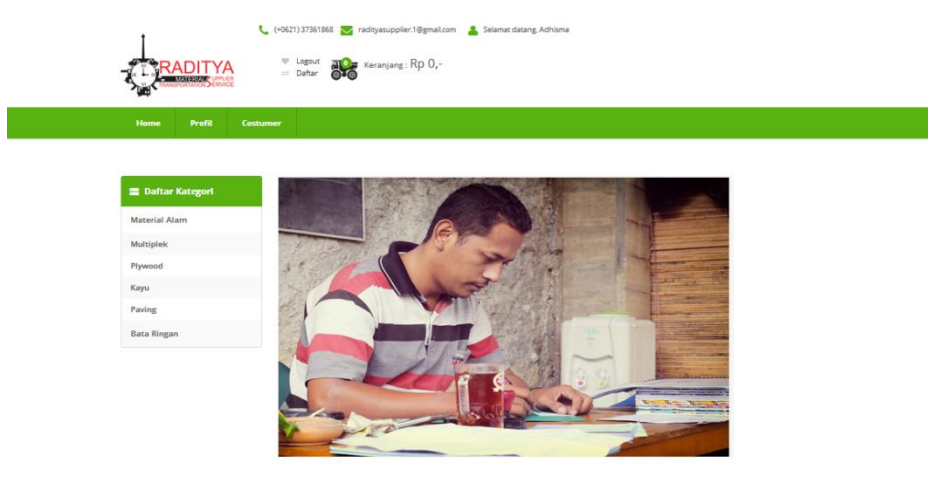 (+0621) 37361868 radityasupplier.1@gmail.com Selamat datang, Adhisma
RADITYA
MATERIAL SUPPLIER
TRANSPORTATION SERVICE
Logout
Daftar
Keranjang : Rp 0,-
Home Profil Costumer
Daftar Kategori
Material Alam
Multiplek
Plywood
Kayu
Paving
Bata Ringan